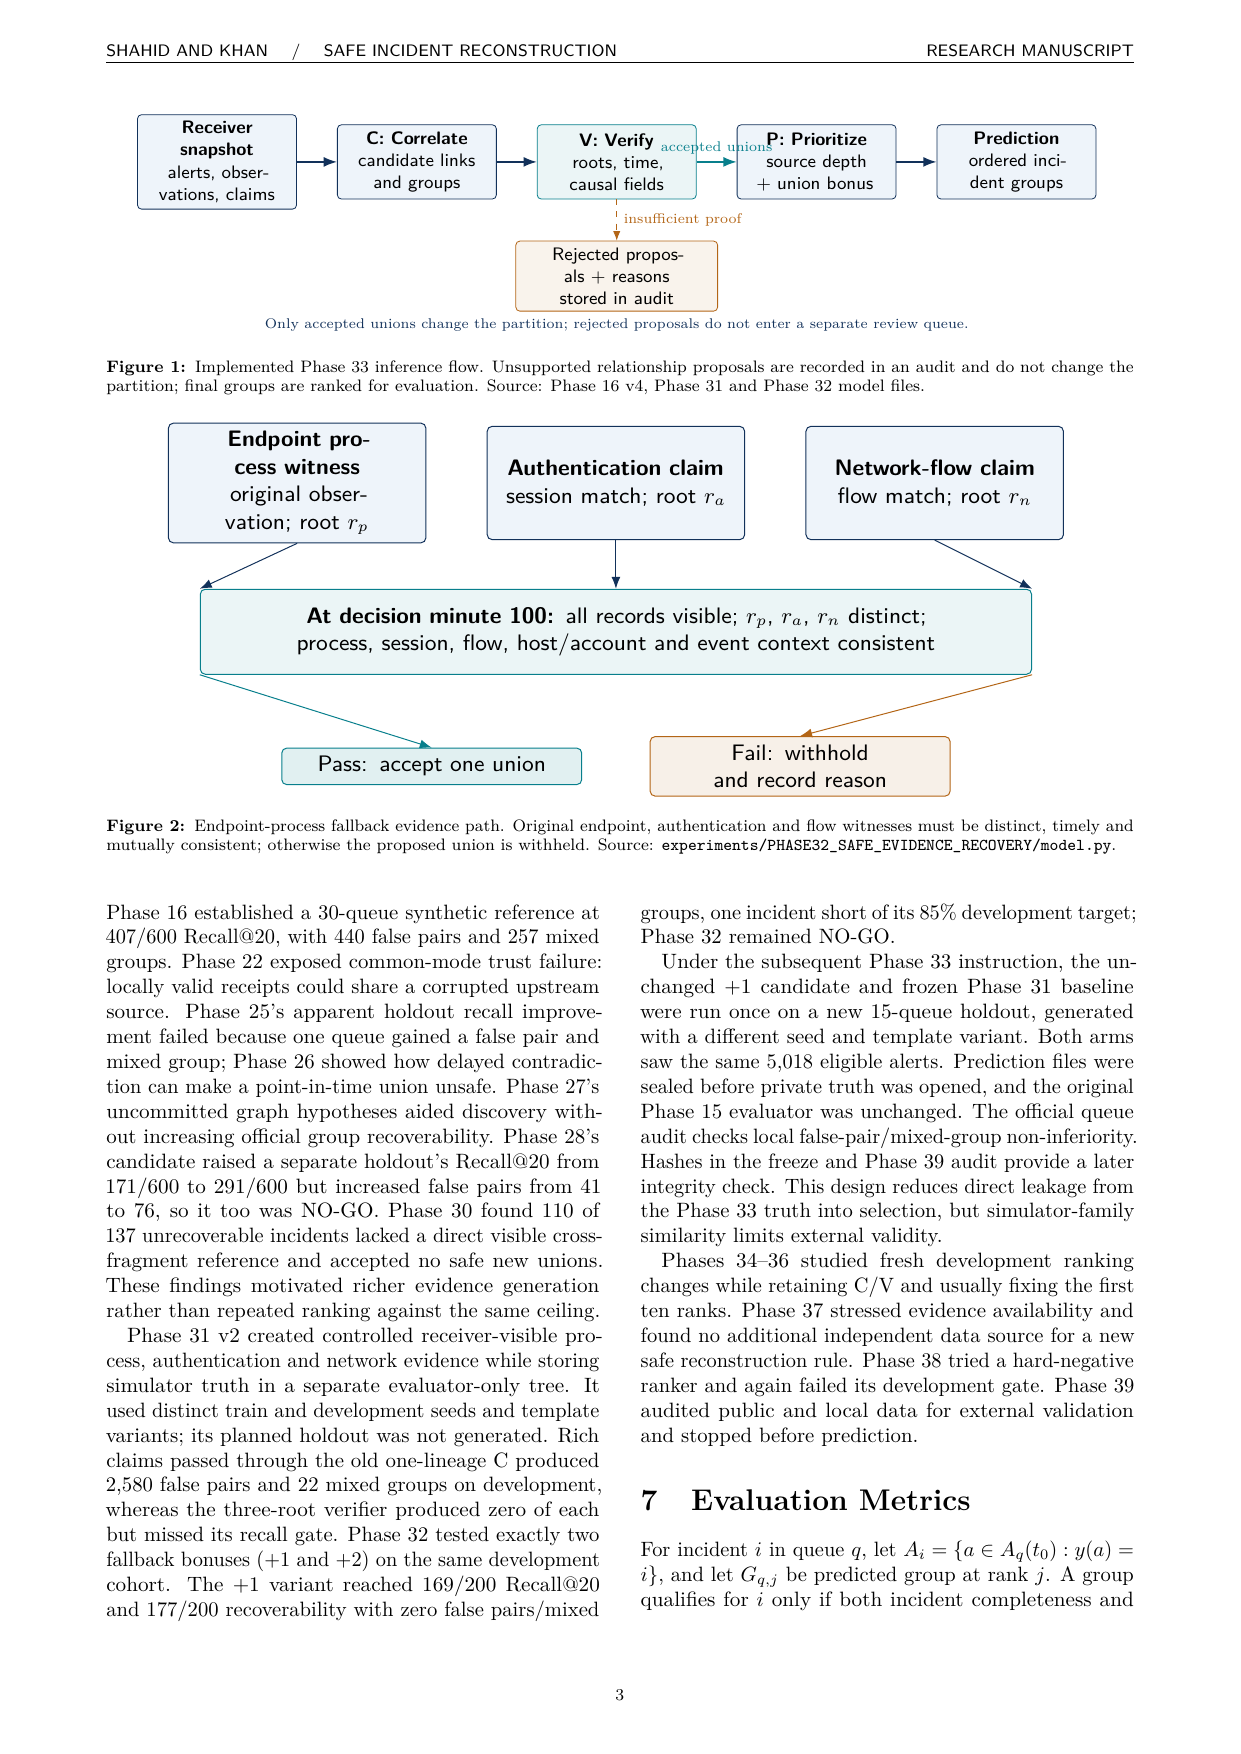 SHAHID AND KHAN / SAFE INCIDENT RECONSTRUCTION RESEARCH MANUSCRIPT
Receiver
snapshot
alerts, obser-
vations, claims
C: Correlate
candidate links
and groups
V: Verify
roots, time,
causal fields
accepted unions
P: Prioritize
source depth
+ union bonus
Prediction
ordered inci-
dent groups
insufficient proof
Rejected propos-
als + reasons
stored in audit
Only accepted unions change the partition; rejected proposals do not enter a separate review queue.
Figure 1: Implemented Phase 33 inference flow. Unsupported relationship proposals are recorded in an audit and do not change the
partition; final groups are ranked for evaluation. Source: Phase 16 v4, Phase 31 and Phase 32 model files.
Endpoint pro-
cess witness
original obser-
vation; root r_p
Authentication claim
session match; root r_a
Network-flow claim
flow match; root r_n
At decision minute 100: all records visible; r_p, r_a, r_n distinct;
process, session, flow, host/account and event context consistent
Pass: accept one union
Fail: withhold
and record reason
Figure 2: Endpoint-process fallback evidence path. Original endpoint, authentication and flow witnesses must be distinct, timely and
mutually consistent; otherwise the proposed union is withheld. Source: experiments/PHASE32_SAFE_EVIDENCE_RECOVERY/model.py.
Phase 16 established a 30-queue synthetic reference at
407/600 Recall@20, with 440 false pairs and 257 mixed
groups. Phase 22 exposed common-mode trust failure:
locally valid receipts could share a corrupted upstream
source. Phase 25's apparent holdout recall improve-
ment failed because one queue gained a false pair and
mixed group; Phase 26 showed how delayed contradic-
tion can make a point-in-time union unsafe. Phase 27's
uncommitted graph hypotheses aided discovery with-
out increasing official group recoverability. Phase 28's
candidate raised a separate holdout's Recall@20 from
171/600 to 291/600 but increased false pairs from 41
to 76, so it too was NO-GO. Phase 30 found 110 of
137 unrecoverable incidents lacked a direct visible cross-
fragment reference and accepted no safe new unions.
These findings motivated richer evidence generation
rather than repeated ranking against the same ceiling.
Phase 31 v2 created controlled receiver-visible pro-
cess, authentication and network evidence while storing
simulator truth in a separate evaluator-only tree. It
used distinct train and development seeds and template
variants; its planned holdout was not generated. Rich
claims passed through the old one-lineage C produced
2,580 false pairs and 22 mixed groups on development,
whereas the three-root verifier produced zero of each
but missed its recall gate. Phase 32 tested exactly two
fallback bonuses (+1 and +2) on the same development
cohort. The +1 variant reached 169/200 Recall@20
and 177/200 recoverability with zero false pairs/mixed
groups, one incident short of its 85% development target;
Phase 32 remained NO-GO.
Under the subsequent Phase 33 instruction, the un-
changed +1 candidate and frozen Phase 31 baseline
were run once on a new 15-queue holdout, generated
with a different seed and template variant. Both arms
saw the same 5,018 eligible alerts. Prediction files were
sealed before private truth was opened, and the original
Phase 15 evaluator was unchanged. The official queue
audit checks local false-pair/mixed-group non-inferiority.
Hashes in the freeze and Phase 39 audit provide a later
integrity check. This design reduces direct leakage from
the Phase 33 truth into selection, but simulator-family
similarity limits external validity.
Phases 34–36 studied fresh development ranking
changes while retaining C/V and usually fixing the first
ten ranks. Phase 37 stressed evidence availability and
found no additional independent data source for a new
safe reconstruction rule. Phase 38 tried a hard-negative
ranker and again failed its development gate. Phase 39
audited public and local data for external validation
and stopped before prediction.
7 Evaluation Metrics
For incident i in queue q, let A_i = {a ∈ A_q(t_0) : y(a) =
i}, and let G_{q,j} be predicted group at rank j. A group
qualifies for i only if both incident completeness and
3